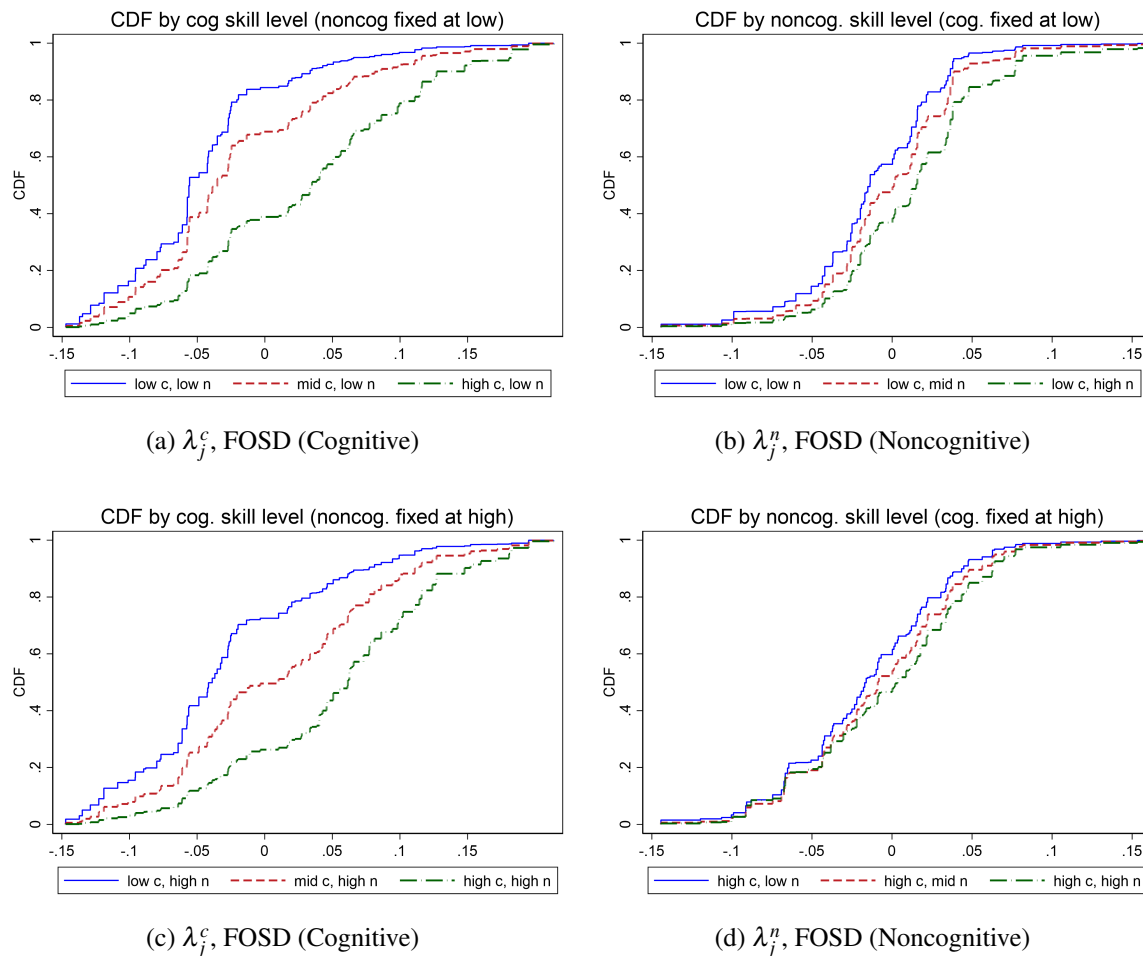 CDF by cog skill level (noncog fixed at low)
CDF
1
.8
.6
.4
.2
0
-.15 -.1 -.05 0 .05 .1 .15
low c, low n mid c, low n high c, low n
(a) λ_j^c, FOSD (Cognitive)
CDF by noncog. skill level (cog. fixed at low)
CDF
1
.8
.6
.4
.2
0
-.15 -.1 -.05 0 .05 .1 .15
low c, low n low c, mid n low c, high n
(b) λ_j^n, FOSD (Noncognitive)
CDF by cog. skill level (noncog. fixed at high)
CDF
1
.8
.6
.4
.2
0
-.15 -.1 -.05 0 .05 .1 .15
low c, high n mid c, high n high c, high n
(c) λ_j^c, FOSD (Cognitive)
CDF by noncog. skill level (cog. fixed at high)
CDF
1
.8
.6
.4
.2
0
-.15 -.1 -.05 0 .05 .1 .15
high c, low n high c, mid n high c, high n
(d) λ_j^n, FOSD (Noncognitive)